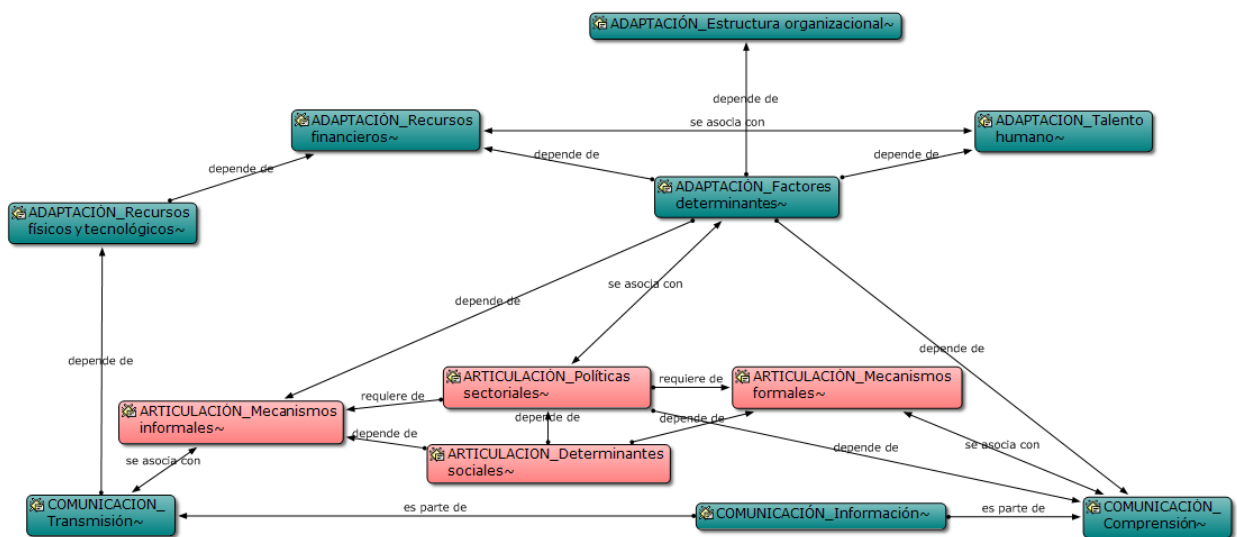 ADAPTACIÓN_Estructura organizacional~
depende de
ADAPTACIÓN_Recursos
financieros~
se asocia con
ADAPTACION_Talento
humano~
depende de
depende de
depende de
ADAPTACIÓN_Factores
determinantes~
ADAPTACIÓN_Recursos
físicos y tecnológicos~
se asocia con
depende de
depende de
depende de
ARTICULACIÓN_Políticas
sectoriales~
requiere de
ARTICULACIÓN_Mecanismos
formales~
requiere de
ARTICULACIÓN_Mecanismos
informales~
depende de
depende de
depende de
ARTICULACION_Determinantes
sociales~
depende de
se asocia con
se asocia con
COMUNICACION_
Transmisión~
es parte de
COMUNICACIÓN_Información~
es parte de
COMUNICACIÓN_
Comprensión~